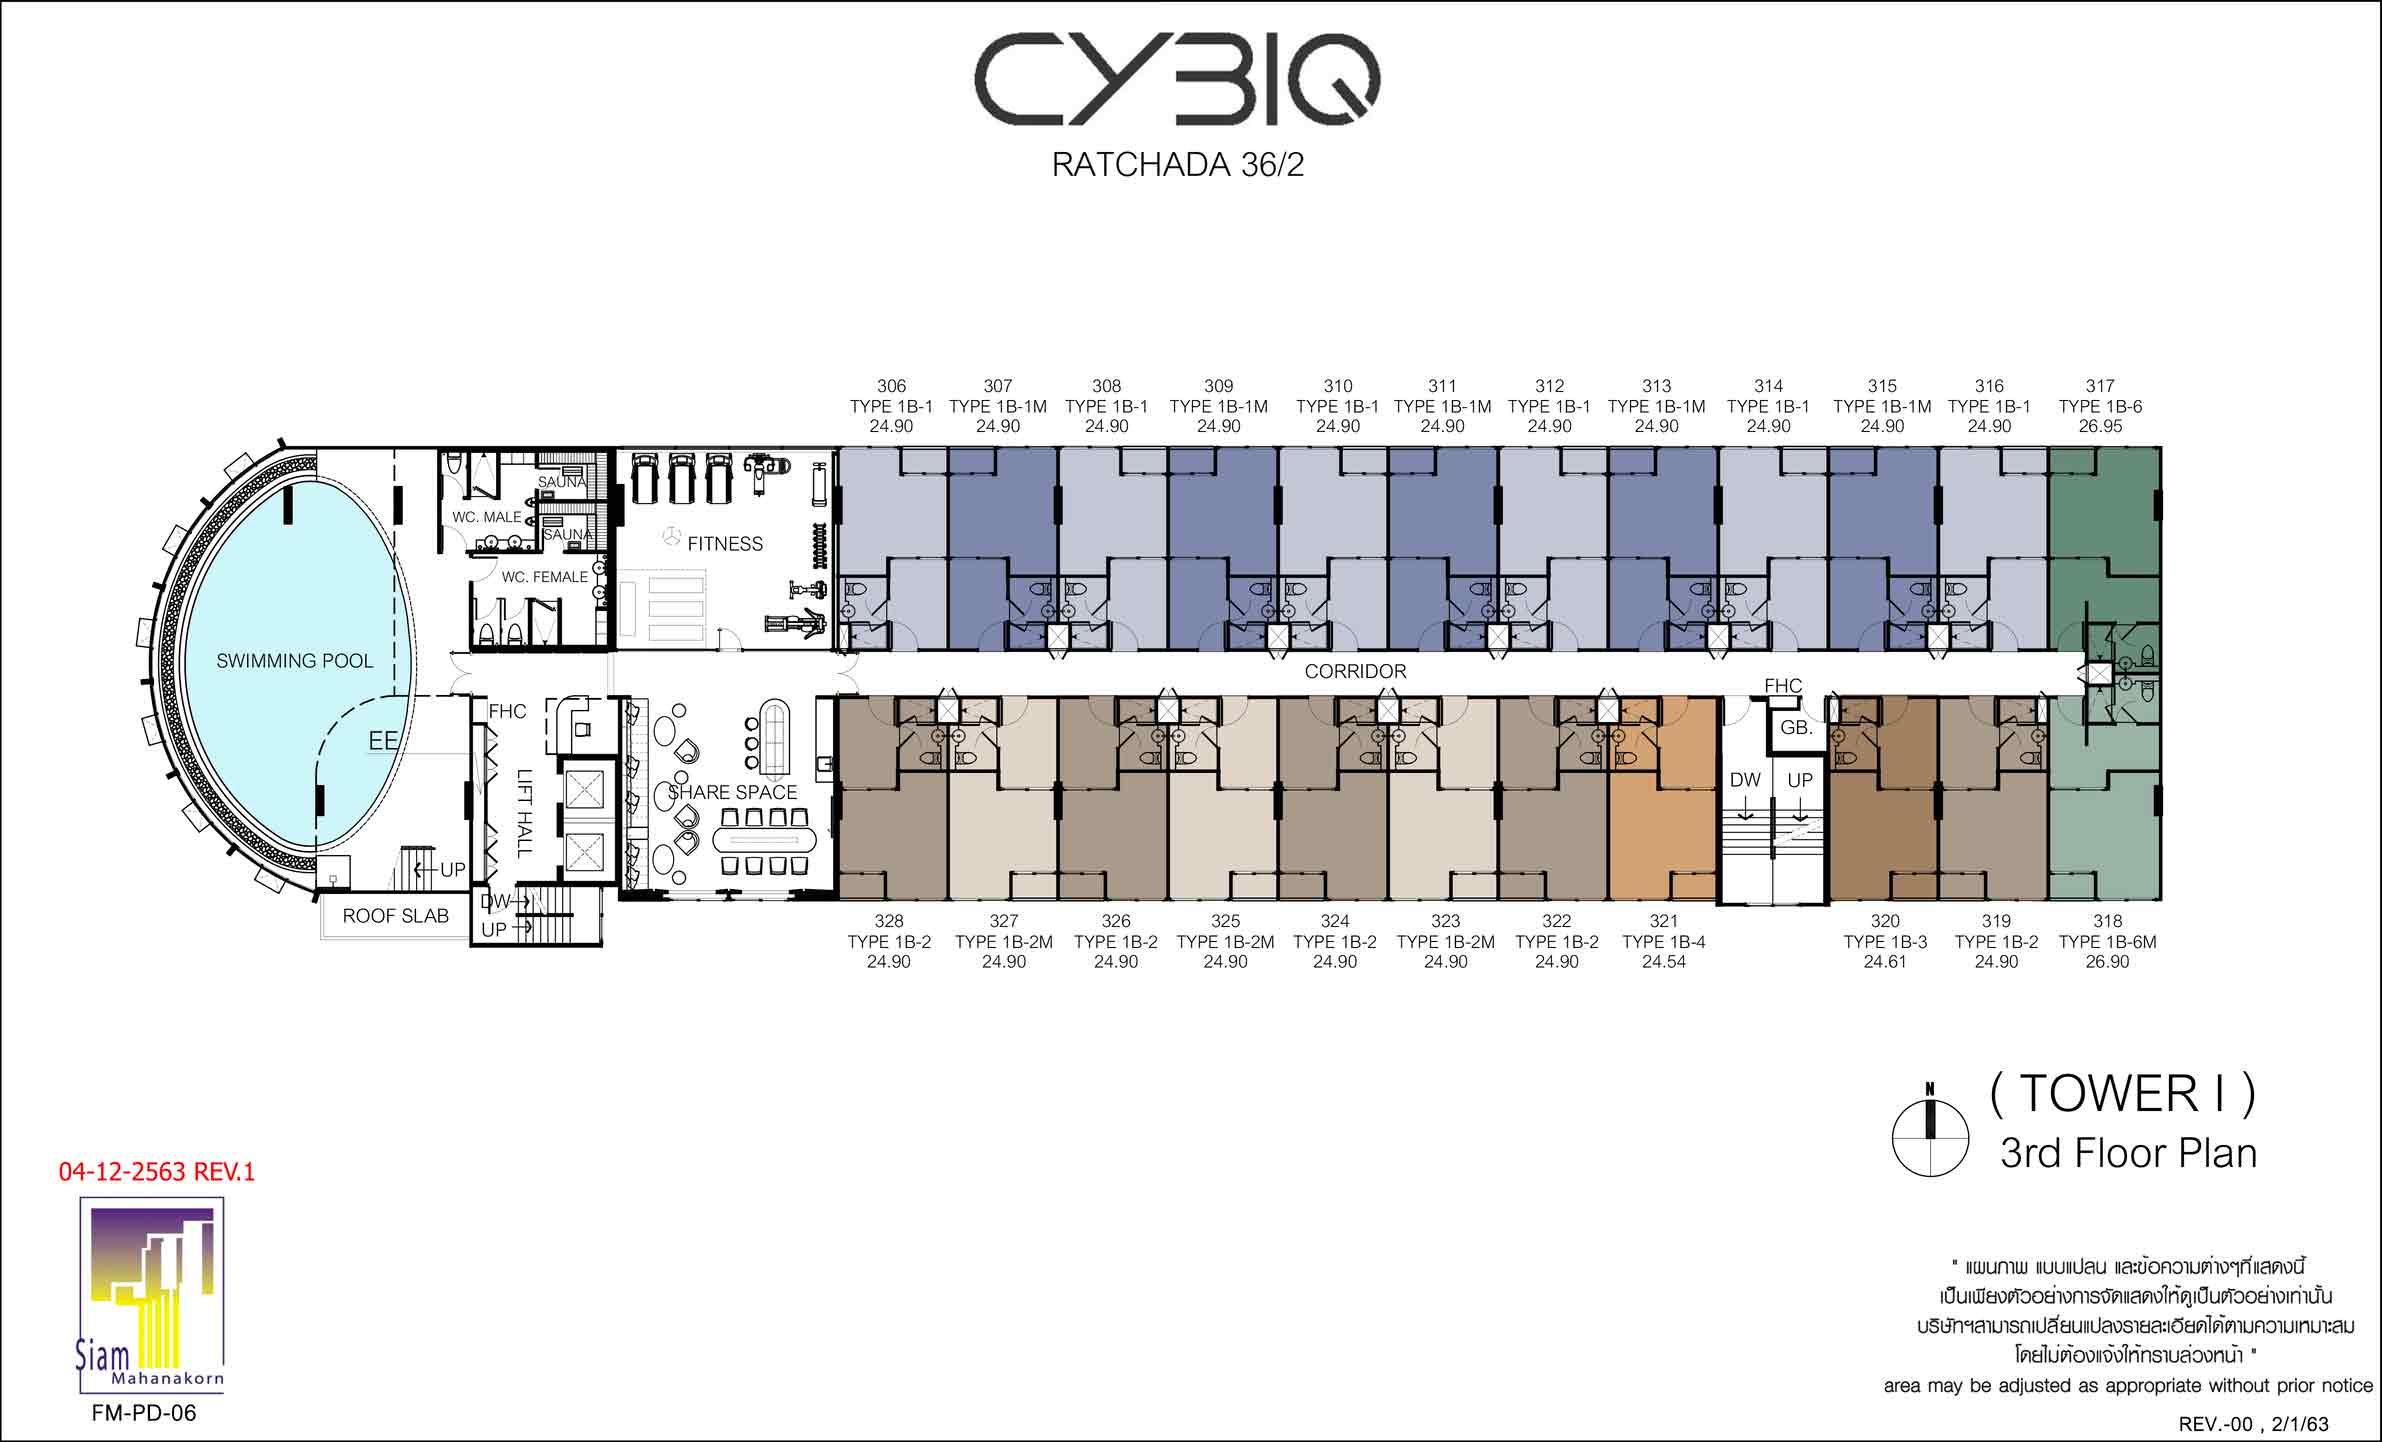 CYBIQ
RATCHADA 36/2
306 307 308 309 310 311 312 313 314 315 316 317
TYPE 1B-1 TYPE 1B-1M TYPE 1B-1 TYPE 1B-1M TYPE 1B-1 TYPE 1B-1M TYPE 1B-1 TYPE 1B-1M TYPE 1B-1 TYPE 1B-1M TYPE 1B-1 TYPE 1B-6
24.90 24.90 24.90 24.90 24.90 24.90 24.90 24.90 24.90 24.90 24.90 26.95
SAUNA
WC. MALE
SAUNA
FITNESS
WC. FEMALE
SWIMMING POOL
CORRIDOR
FHC
FHC
GB.
EE
LIFT HALL
SHARE SPACE
DW UP
UP
DW
UP
ROOF SLAB
328 327 326 325 324 323 322 321 320 319 318
TYPE 1B-2 TYPE 1B-2M TYPE 1B-2 TYPE 1B-2M TYPE 1B-2 TYPE 1B-2M TYPE 1B-2 TYPE 1B-4 TYPE 1B-3 TYPE 1B-2 TYPE 1B-6M
24.90 24.90 24.90 24.90 24.90 24.90 24.90 24.54 24.61 24.90 26.90
N
( TOWER I )
3rd Floor Plan
04-12-2563 REV.1
Siam
Mahanakorn
FM-PD-06
" แผนภาพ แบบแปลน และข้อความต่างๆที่แสดงนี้
เป็นเพียงตัวอย่างการจัดแสดงให้ดูเป็นตัวอย่างเท่านั้น
บริษัทฯสามารถเปลี่ยนแปลงรายละเอียดได้ตามความเหมาะสม
โดยไม่ต้องแจ้งให้ทราบล่วงหน้า "
area may be adjusted as appropriate without prior notice
REV.-00 , 2/1/63